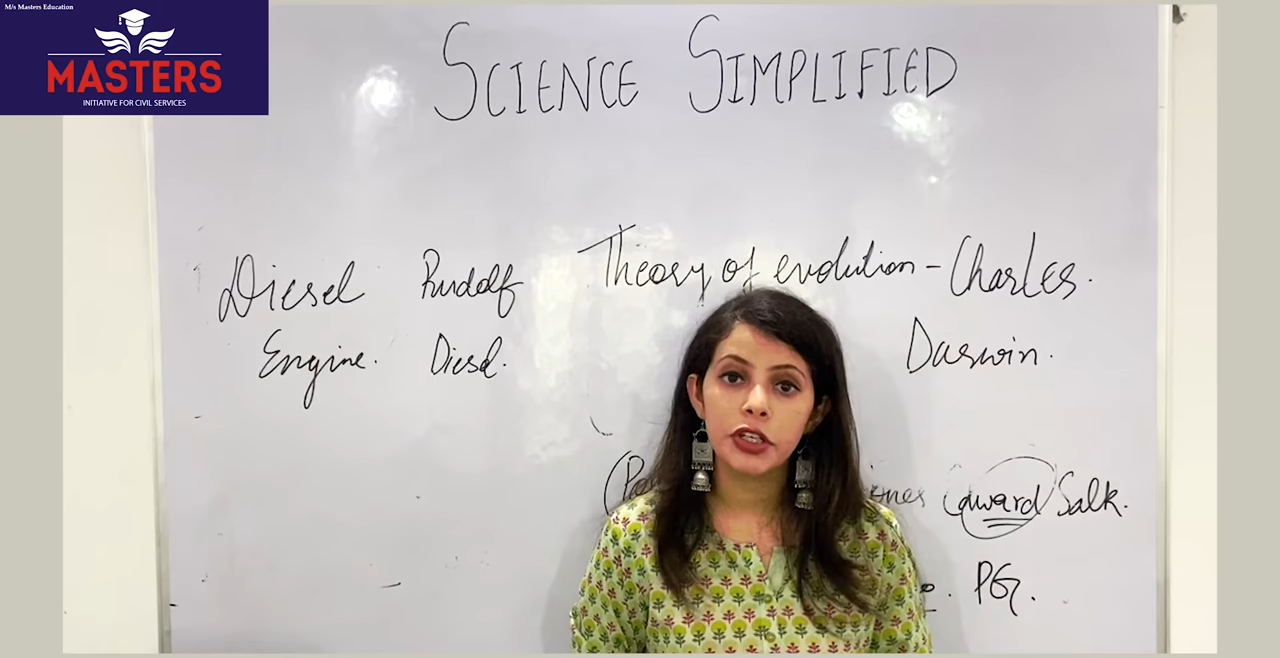 M/s Masters Education
MASTERS
INITIATIVE FOR CIVIL SERVICES
SCIENCE SIMPLIFIED
Diesel Rudolf Theory of evolution - Charles.
Engine. Diesel. Darwin.
(award) Salk.
PG.